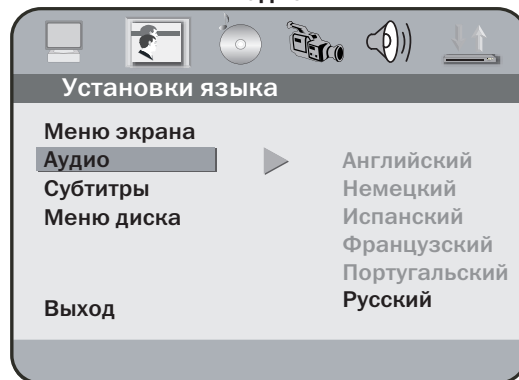 Установки языка
Меню экрана
Аудио
Субтитры
Меню диска
Выход
Английский
Немецкий
Испанский
Французский
Португальский
Русский